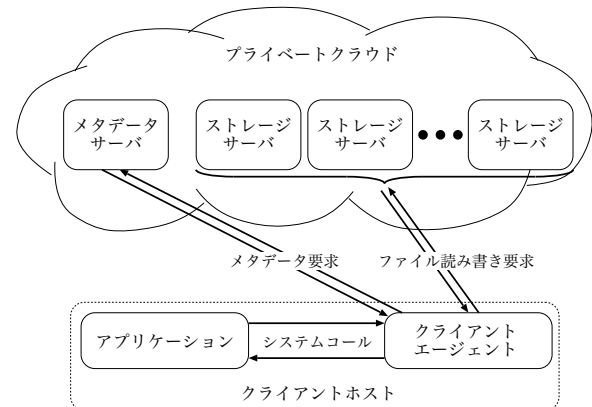 プライベートクラウド
メタデータ
サーバ
ストレージ
サーバ
ストレージ
サーバ
ストレージ
サーバ
メタデータ要求
ファイル読み書き要求
アプリケーション
システムコール
クライアント
エージェント
クライアントホスト